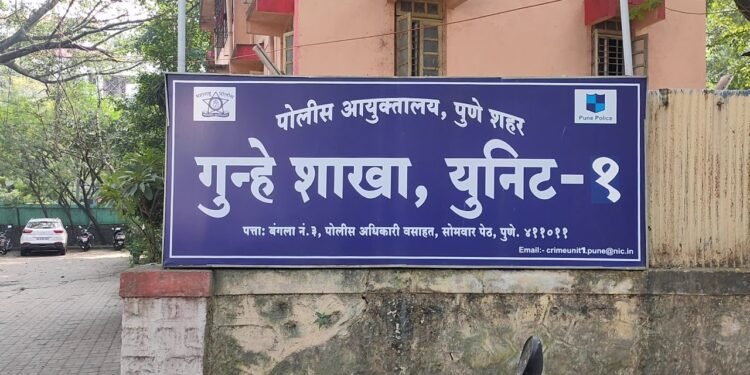 महाराष्ट्र पोलीस
पोलीस आयुक्तालय, पुणे शहर
Pune Police
गुन्हे शाखा, युनिट-१
पत्ता: बंगला नं.३, पोलीस अधिकारी वसाहत, सोमवार पेठ, पुणे. ४११०११
Email:- crimeunit1.pune@nic.in